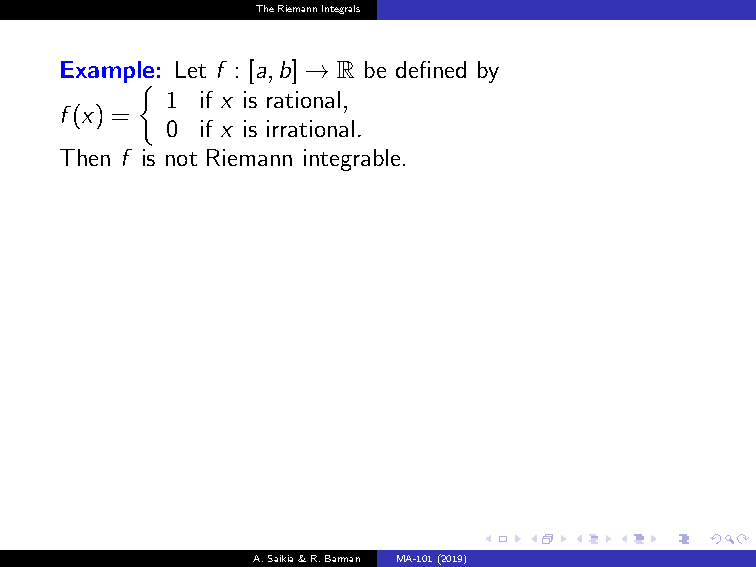 The Riemann Integrals
Example: Let f : [a, b] → ℝ be defined by
f(x) = { 1 if x is rational,
0 if x is irrational.
Then f is not Riemann integrable.
A. Saikia & R. Barman MA-101 (2019)